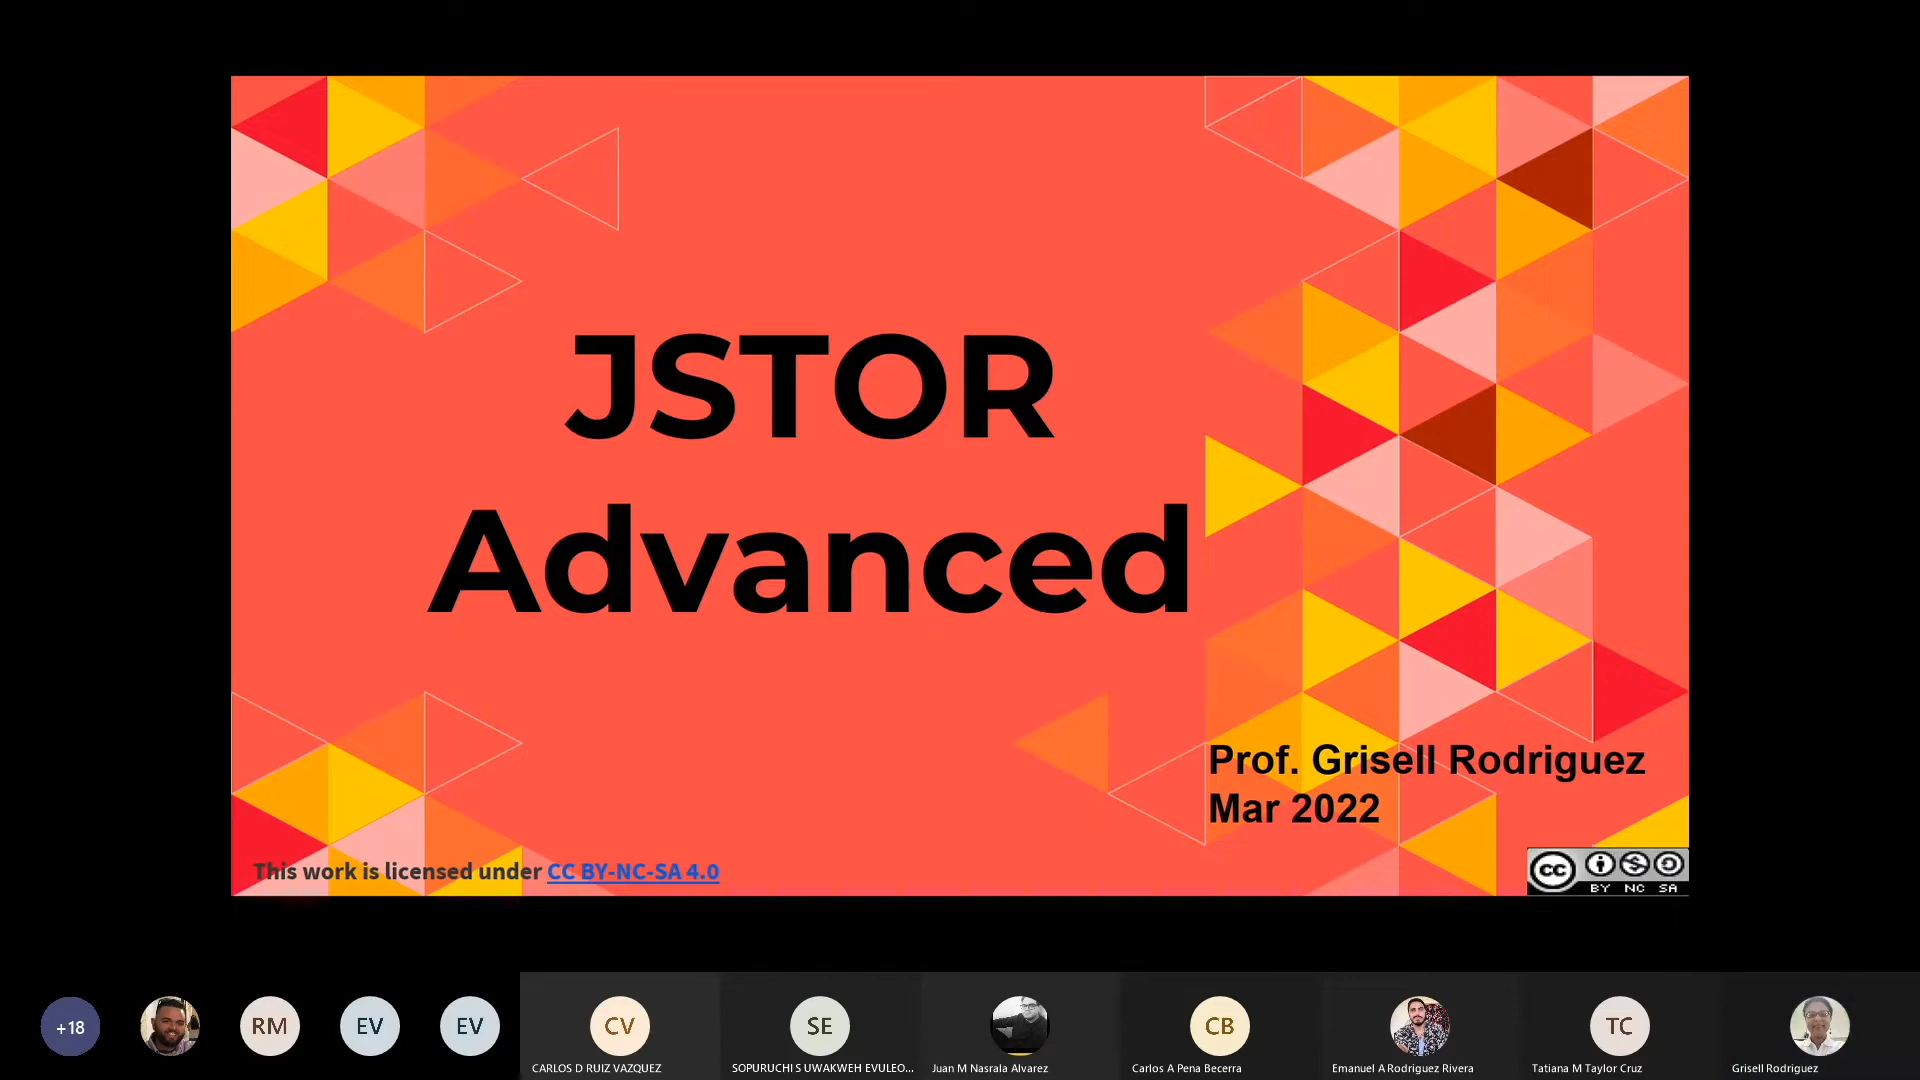 JSTOR
Advanced
Prof. Grisell Rodriguez
Mar 2022
This work is licensed under CC BY-NC-SA 4.0
cc
BY NC SA
+18
RM
EV
EV
CV
SE
CB
TC
CARLOS D RUIZ VAZQUEZ
SOPURUCHI S UWAKWEH EVULEO...
Juan M Nasrala Alvarez
Carlos A Pena Becerra
Emanuel A Rodriguez Rivera
Tatiana M Taylor Cruz
Grisell Rodriguez